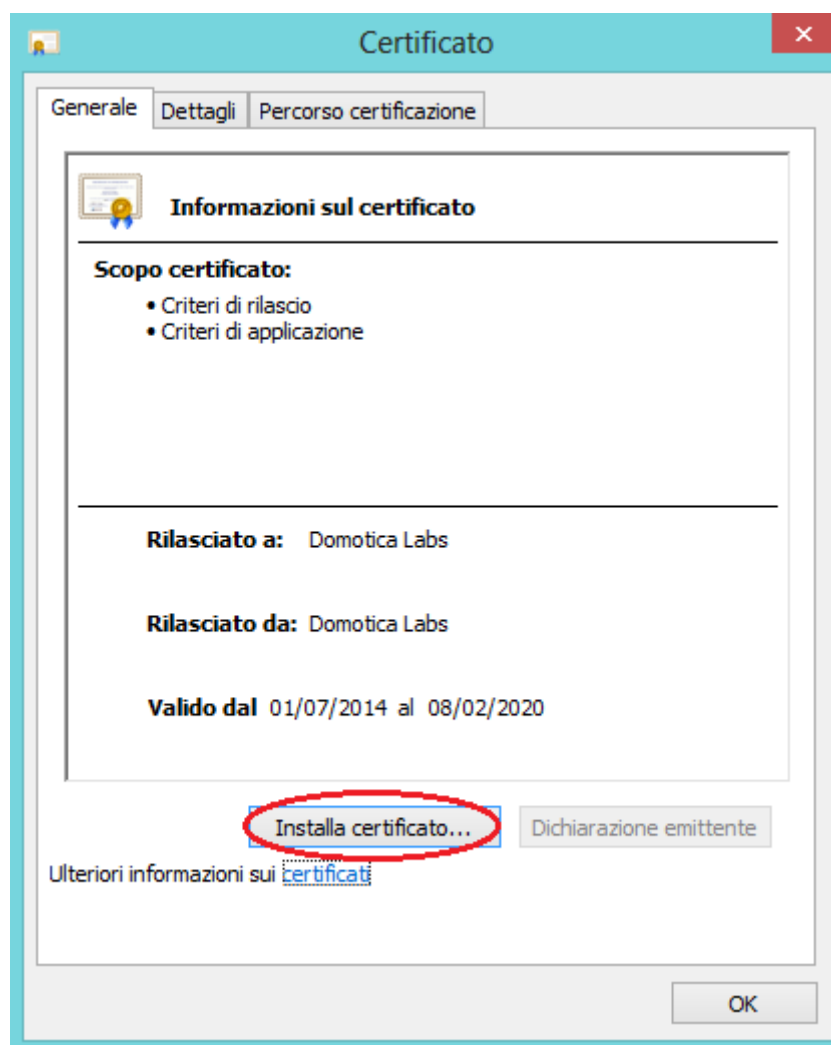 Certificato
Generale Dettagli Percorso certificazione
Informazioni sul certificato
Scopo certificato:
• Criteri di rilascio
• Criteri di applicazione
Rilasciato a: Domotica Labs
Rilasciato da: Domotica Labs
Valido dal 01/07/2014 al 08/02/2020
Installa certificato... Dichiarazione emittente
Ulteriori informazioni sui certificati
OK